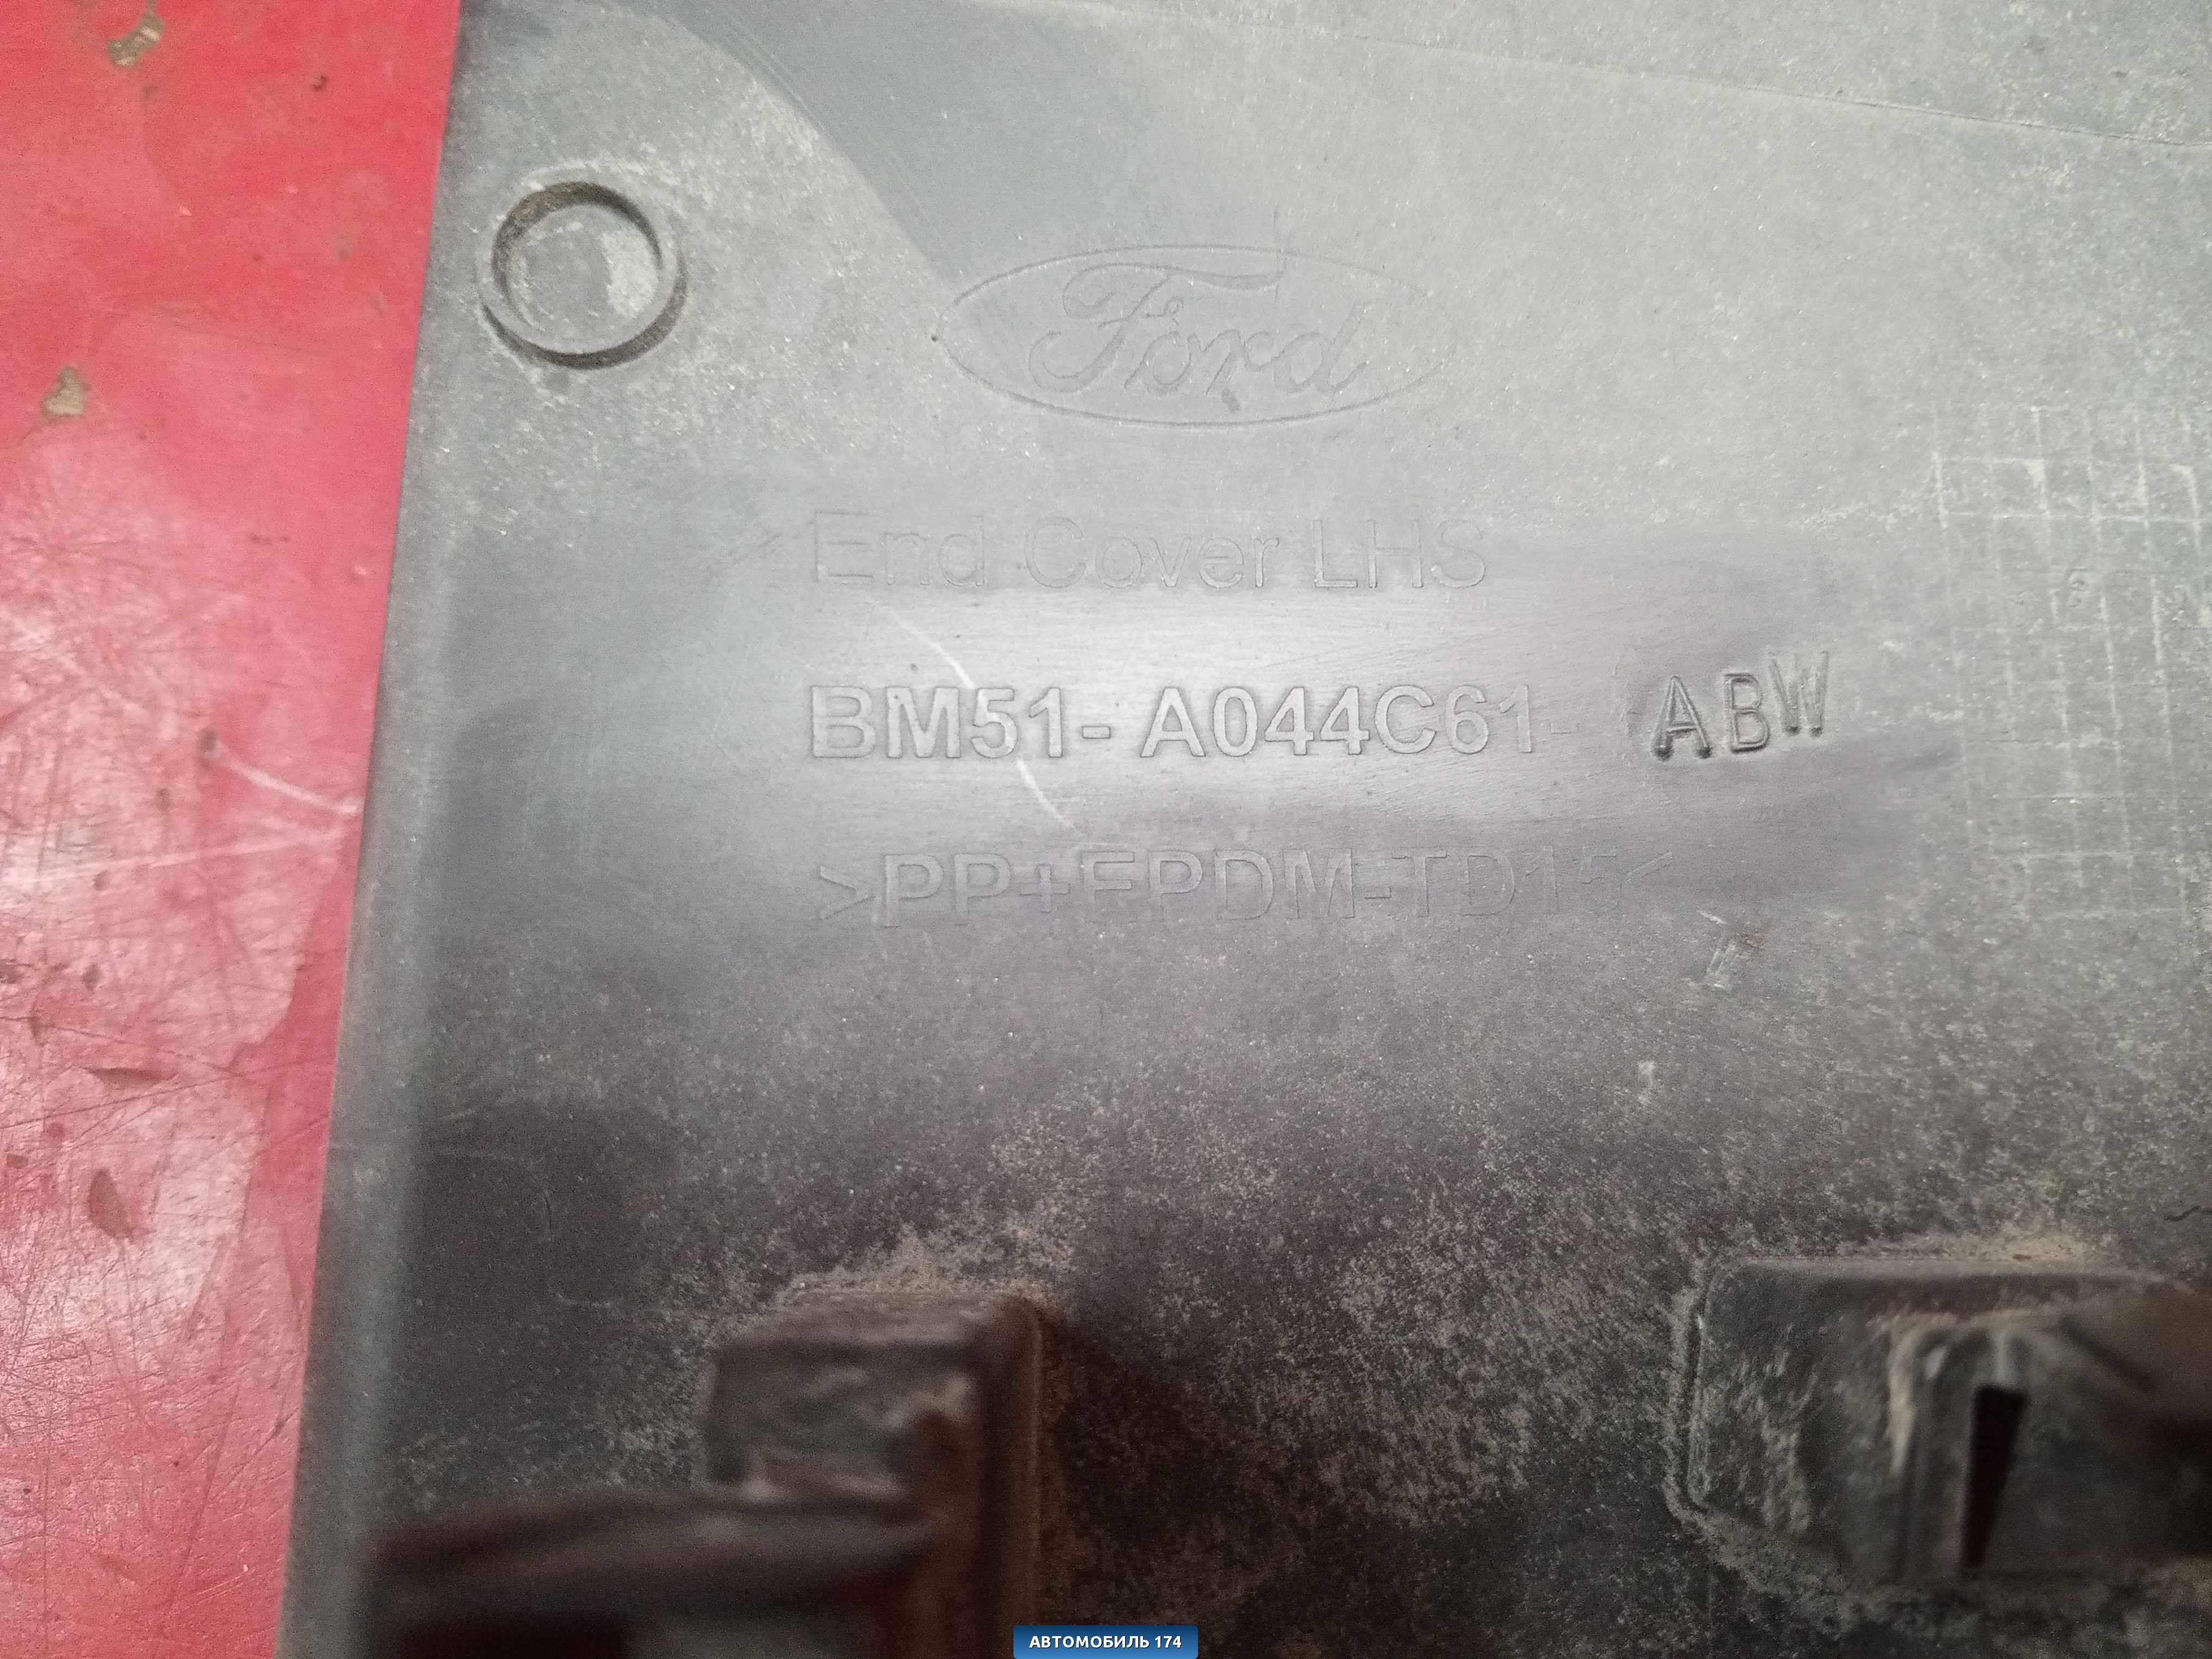 Ford
End Cover LHS
BM51- A044C61- ABW
>PP+EPDM-TD15<
АВТОМОБИЛЬ 174